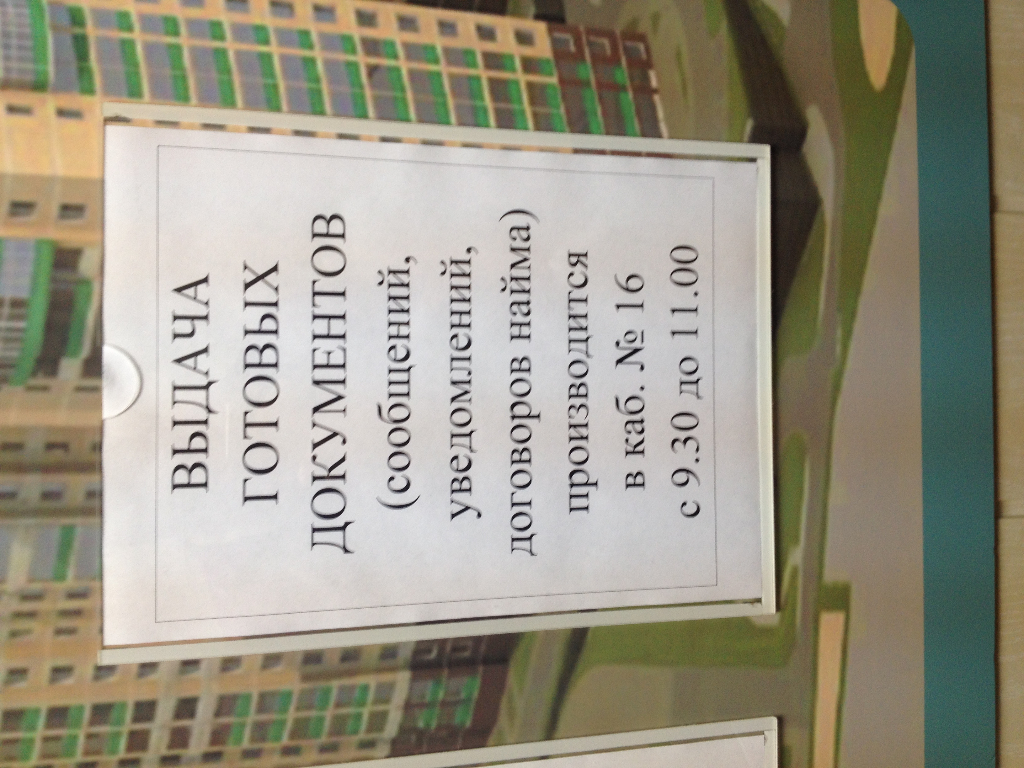 ВЫДАЧА
ГОТОВЫХ
ДОКУМЕНТОВ
(сообщений,
уведомлений,
договоров найма)
производится
в каб. № 16
с 9.30 до 11.00